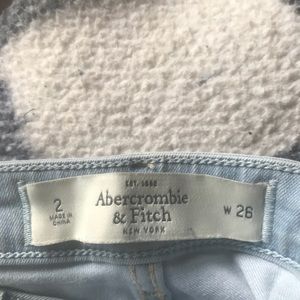 EST. 1892
2
MADE IN
CHINA
Abercrombie
& Fitch
NEW YORK
W 26